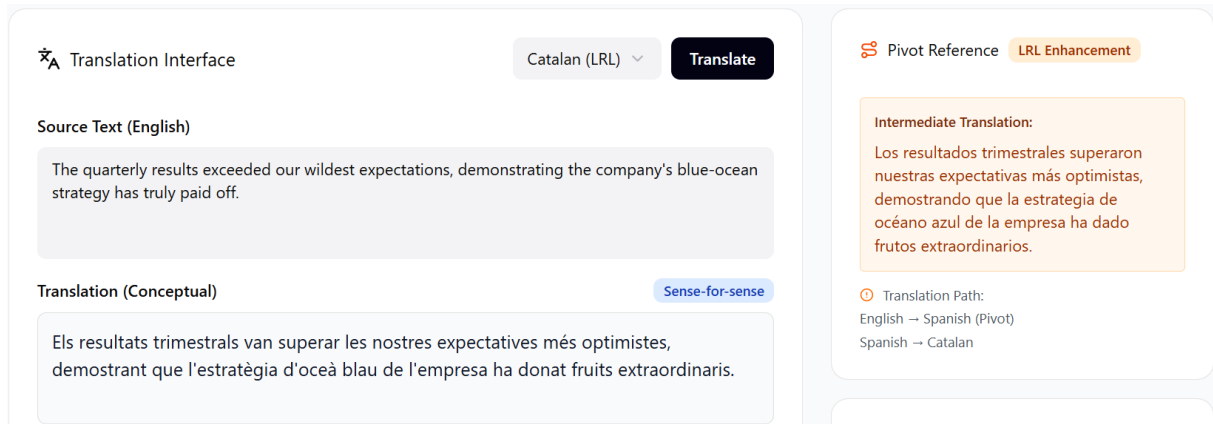 Translation Interface
Catalan (LRL)
Translate
Source Text (English)
The quarterly results exceeded our wildest expectations, demonstrating the company's blue-ocean
strategy has truly paid off.
Translation (Conceptual)
Sense-for-sense
Els resultats trimestrals van superar les nostres expectatives més optimistes,
demostrant que l'estratègia d'oceà blau de l'empresa ha donat fruits extraordinaris.
Pivot Reference
LRL Enhancement
Intermediate Translation:
Los resultados trimestrales superaron
nuestras expectativas más optimistas,
demostrando que la estrategia de
océano azul de la empresa ha dado
frutos extraordinarios.
Translation Path:
English → Spanish (Pivot)
Spanish → Catalan